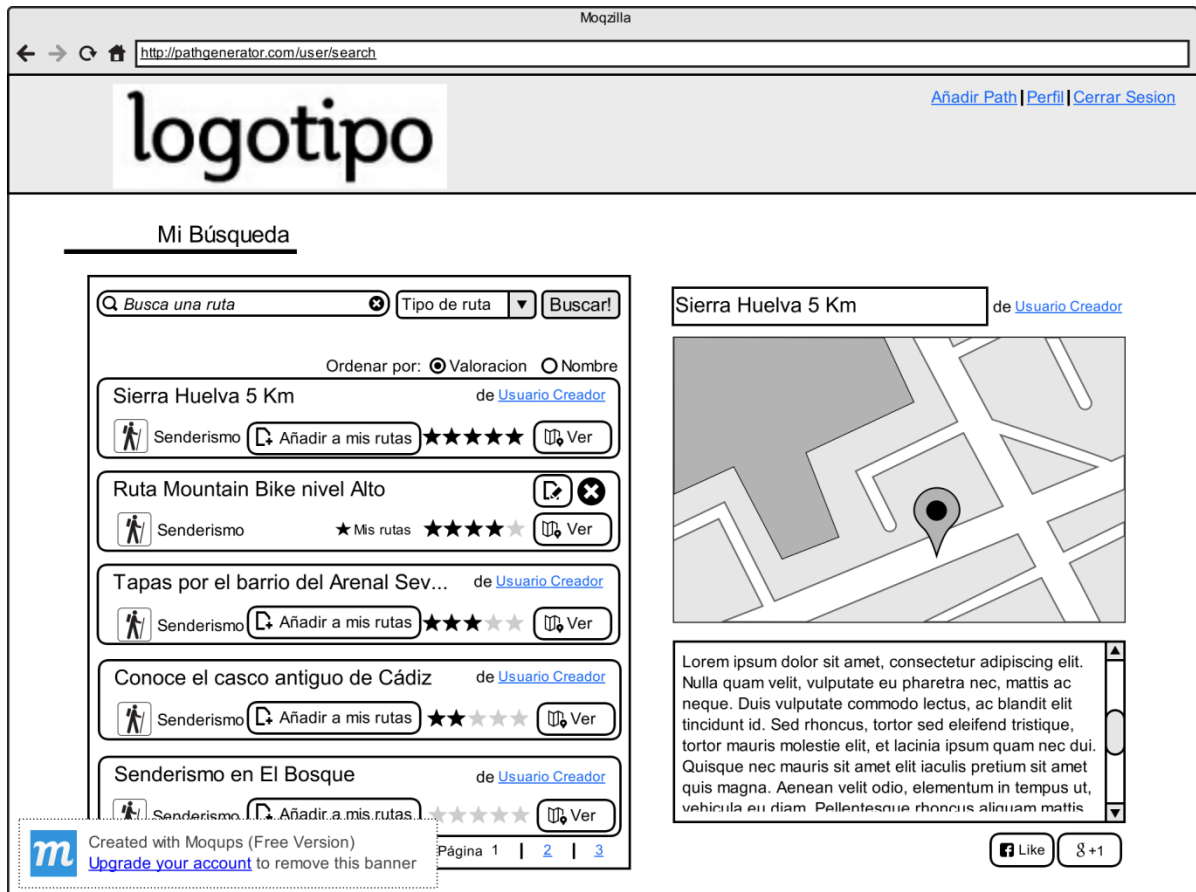 Moqzilla
http://pathgenerator.com/user/search
logotipo
Añadir Path | Perfil | Cerrar Sesion
Mi Búsqueda
Busca una ruta
Tipo de ruta
Buscar!
Ordenar por: Valoracion Nombre
Sierra Huelva 5 Km
de Usuario Creador
Senderismo
Añadir a mis rutas
Ver
Ruta Mountain Bike nivel Alto
Senderismo
Mis rutas
Ver
Tapas por el barrio del Arenal Sev...
de Usuario Creador
Senderismo
Añadir a mis rutas
Ver
Conoce el casco antiguo de Cádiz
de Usuario Creador
Senderismo
Añadir a mis rutas
Ver
Senderismo en El Bosque
de Usuario Creador
Senderismo
Añadir a mis rutas
Ver
Página 1 | 2 | 3
m
Created with Moqups (Free Version)
Upgrade your account to remove this banner
Sierra Huelva 5 Km
de Usuario Creador
Lorem ipsum dolor sit amet, consectetur adipiscing elit.
Nulla quam velit, vulputate eu pharetra nec, mattis ac
neque. Duis vulputate commodo lectus, ac blandit elit
tincidunt id. Sed rhoncus, tortor sed eleifend tristique,
tortor mauris molestie elit, et lacinia ipsum quam nec dui.
Quisque nec mauris sit amet elit iaculis pretium sit amet
quis magna. Aenean velit odio, elementum in tempus ut,
vehicula eu diam. Pellentesque rhoncus aliquam mattis
Like
g+1